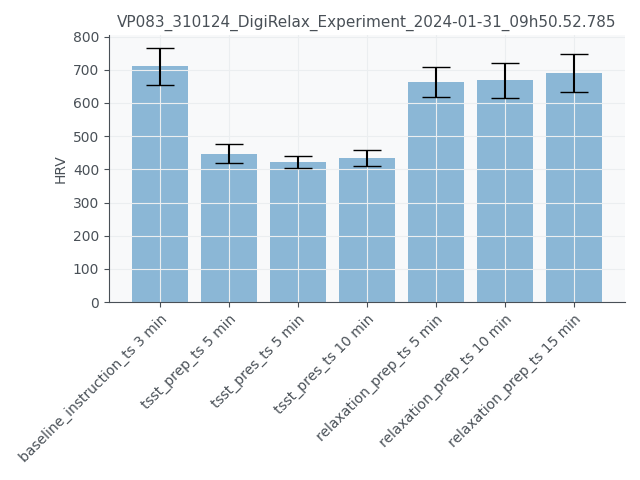 VP083_310124_DigiRelax_Experiment_2024-01-31_09h50.52.785
800
700
600
500
400
300
200
100
0
HRV
baseline_instruction_ts 3 min
tsst_prep_ts 5 min
tsst_pres_ts 5 min
tsst_pres_ts 10 min
relaxation_prep_ts 5 min
relaxation_prep_ts 10 min
relaxation_prep_ts 15 min